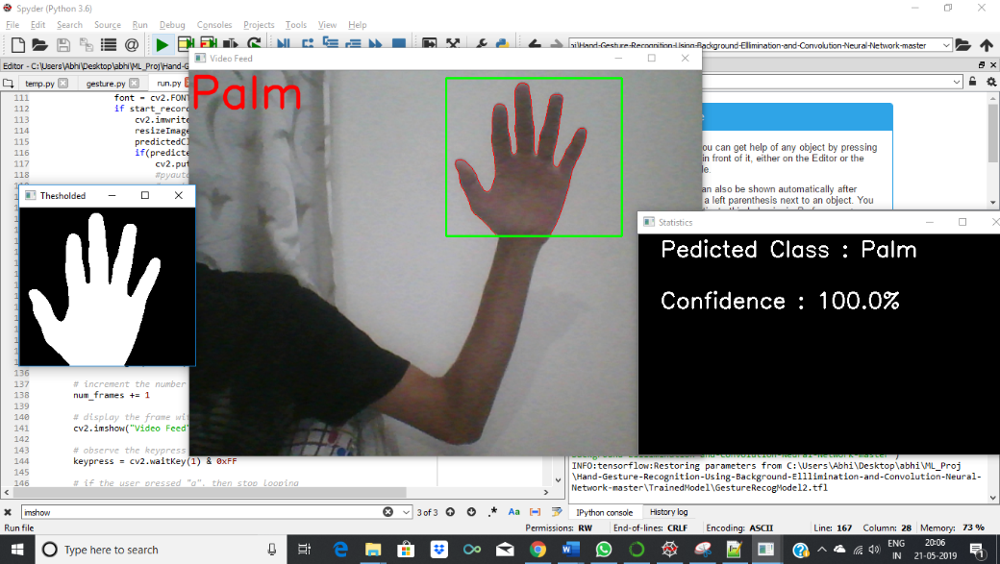 Spyder (Python 3.6)
File Edit Search Source Run Debug Consoles Projects Tools View Help
\Hand-Gesture-Recognition-Using-Background-Ellimination-and-Convolution-Neural-Network-master
Editor - C:\Users\Abhi\Desktop\abhi\ML_Proj\Hand-G
temp.py gesture.py run.py
Video Feed
Palm
111 font = cv2.FONT
112 if start_recor
113 cv2.imwrite
114 resizeImage
115 predictedCl
116 if(predicte
117 cv2.put
118 #pyaut
Thesholded
136
137 # increment the number
138 num_frames += 1
139
140 # display the frame wi
141 cv2.imshow("Video Feed"
142
143 # observe the keypress
144 keypress = cv2.waitKey(1) & 0xFF
145
146 # if the user pressed "q", then stop looping
ou can get help of any object by pressing
in front of it, either on the Editor or the
le.
an also be shown automatically after
a left parenthesis next to an object. You
Statistics
Pedicted Class : Palm
Confidence : 100.0%
INFO:tensorflow:Restoring parameters from C:\Users\Abhi\Desktop\abhi\ML_Proj
\Hand-Gesture-Recognition-Using-Background-Elllimination-and-Convolution-Neural-
Network-master\TrainedModel\GestureRecogModel2.tfl
imshow 3 of 3 .* Aa
IPython console History log
Run file Permissions: RW End-of-lines: CRLF Encoding: ASCII Line: 167 Column: 28 Memory: 73 %
Type here to search
ENG
IN
20:06
21-05-2019